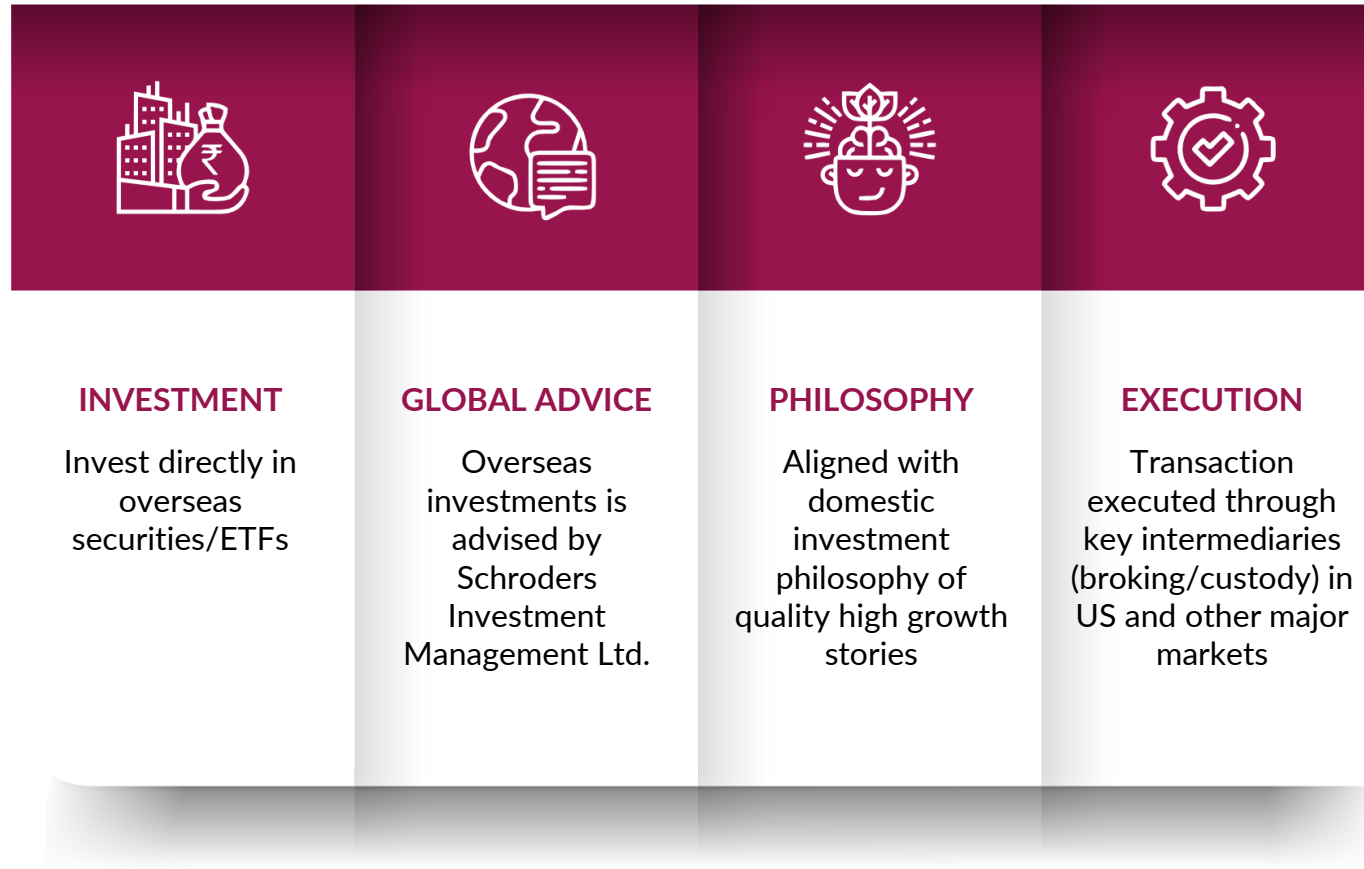 ₹
INVESTMENT
Invest directly in
overseas
securities/ETFs
GLOBAL ADVICE
Overseas
investments is
advised by
Schroders
Investment
Management Ltd.
PHILOSOPHY
Aligned with
domestic
investment
philosophy of
quality high growth
stories
EXECUTION
Transaction
executed through
key intermediaries
(broking/custody) in
US and other major
markets